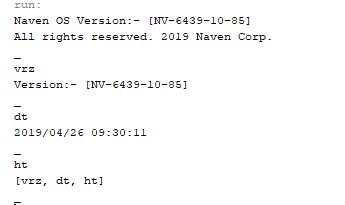 run:
Naven OS Version:- [NV-6439-10-85]
All rights reserved. 2019 Naven Corp.
_
vrz
Version:- [NV-6439-10-85]
_
dt
2019/04/26 09:30:11
_
ht
[vrz, dt, ht]
_